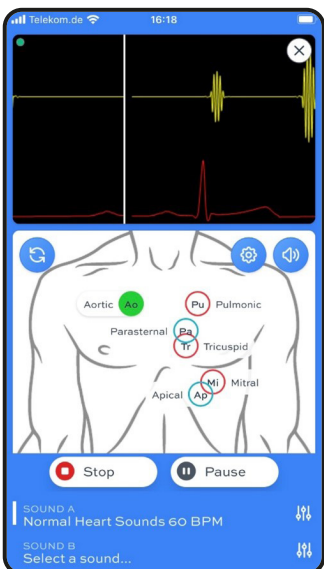 Telekom.de 16:18
Aortic Ao Pu Pulmonic
Parasternal Pa
Tr Tricuspid
Mi Mitral
Apical Ap
Stop Pause
SOUND A
Normal Heart Sounds 60 BPM
SOUND B
Select a sound...